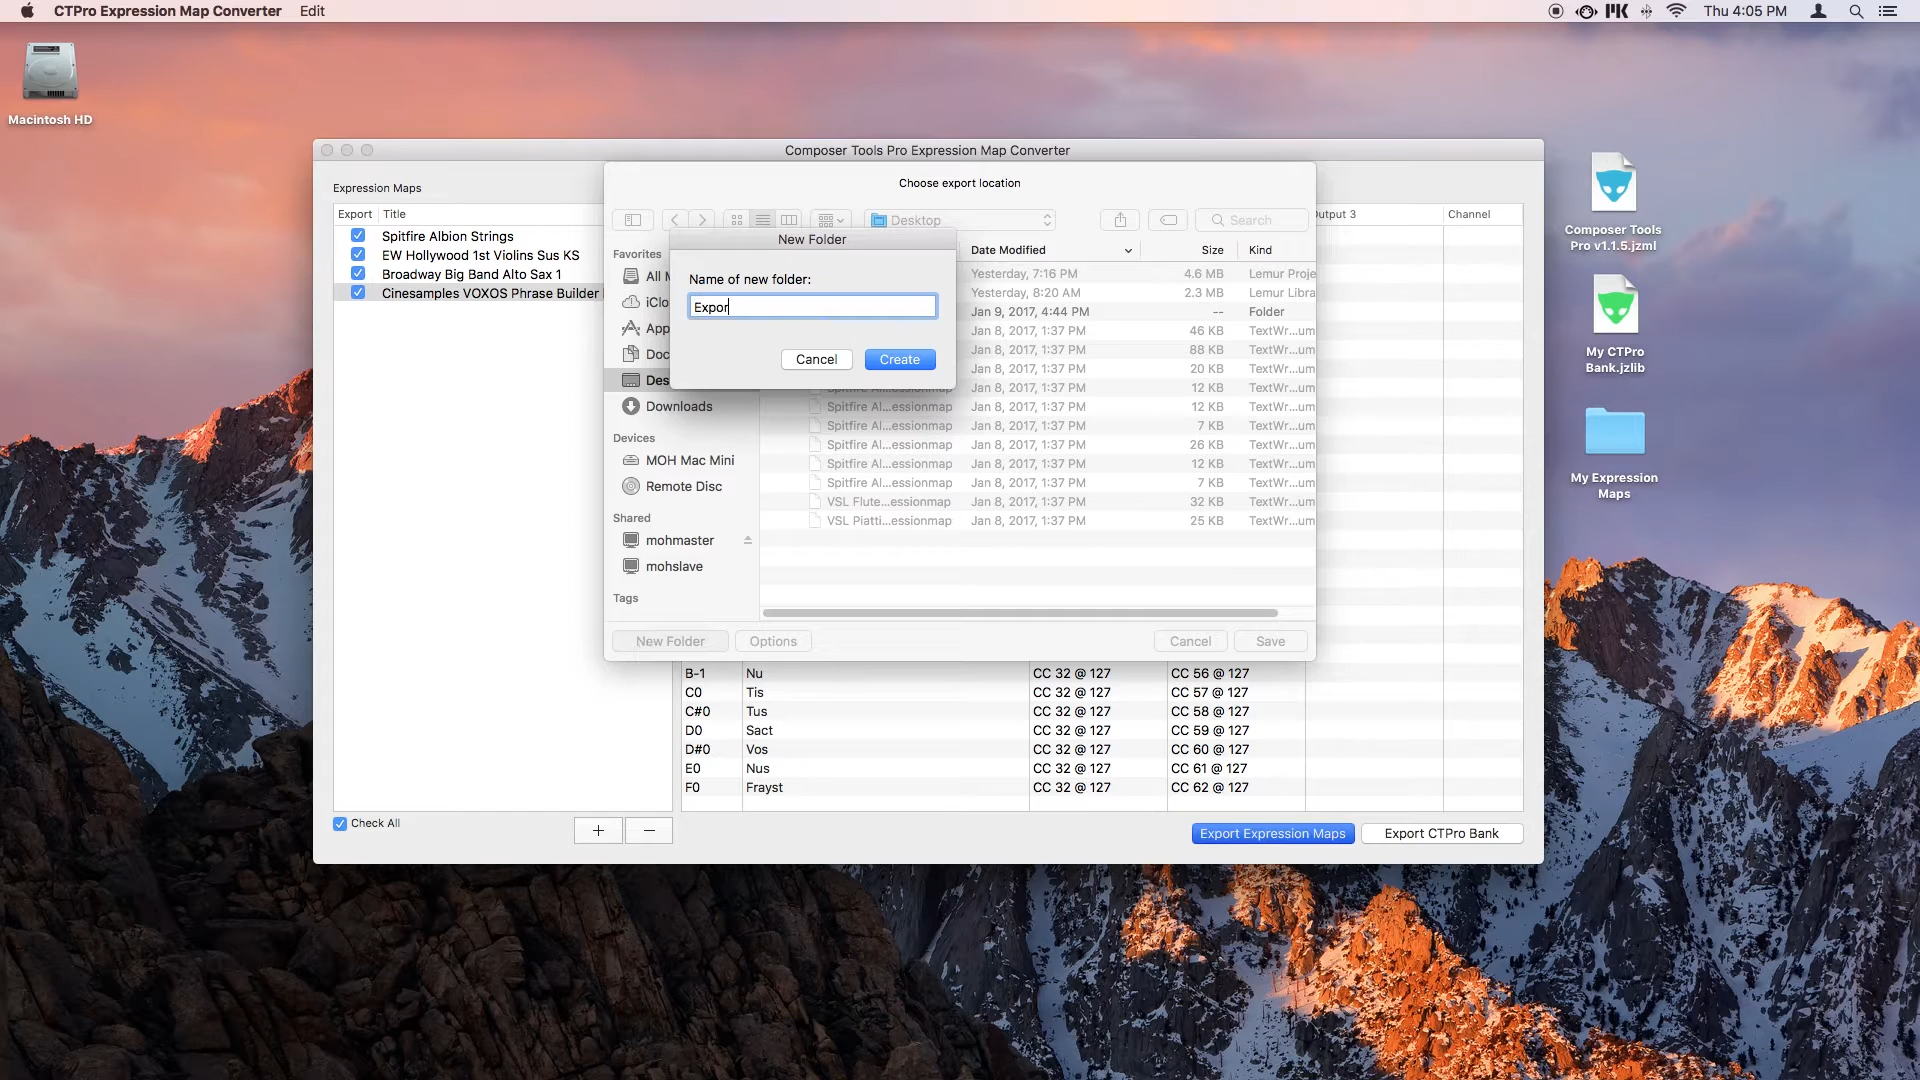 CTPro Expression Map Converter Edit
Thu 4:05 PM
Macintosh HD
Composer Tools Pro Expression Map Converter
Expression Maps
Export Title
Spitfire Albion Strings
EW Hollywood 1st Violins Sus KS
Broadway Big Band Alto Sax 1
Cinesamples VOXOS Phrase Builder
Check All
+ −
Choose export location
Desktop
Search
New Folder
Name of new folder:
Expor
Cancel Create
Favorites
All M
iClo
App
Doc
Des
Downloads
Devices
MOH Mac Mini
Remote Disc
Shared
mohmaster
mohslave
Tags
Date Modified Size Kind
Yesterday, 7:16 PM 4.6 MB Lemur Proje
Yesterday, 8:20 AM 2.3 MB Lemur Libra
Jan 9, 2017, 4:44 PM -- Folder
Jan 8, 2017, 1:37 PM 46 KB TextWr...um
Jan 8, 2017, 1:37 PM 88 KB TextWr...um
Jan 8, 2017, 1:37 PM 20 KB TextWr...um
Spitfire Al...essionmap Jan 8, 2017, 1:37 PM 12 KB TextWr...um
Spitfire Al...essionmap Jan 8, 2017, 1:37 PM 12 KB TextWr...um
Spitfire Al...essionmap Jan 8, 2017, 1:37 PM 7 KB TextWr...um
Spitfire Al...essionmap Jan 8, 2017, 1:37 PM 26 KB TextWr...um
Spitfire Al...essionmap Jan 8, 2017, 1:37 PM 12 KB TextWr...um
Spitfire Al...essionmap Jan 8, 2017, 1:37 PM 7 KB TextWr...um
VSL Flute...essionmap Jan 8, 2017, 1:37 PM 32 KB TextWr...um
VSL Piatti...essionmap Jan 8, 2017, 1:37 PM 25 KB TextWr...um
New Folder Options Cancel Save
utput 3 Channel
B-1 Nu CC 32 @ 127 CC 56 @ 127
C0 Tis CC 32 @ 127 CC 57 @ 127
C#0 Tus CC 32 @ 127 CC 58 @ 127
D0 Sact CC 32 @ 127 CC 59 @ 127
D#0 Vos CC 32 @ 127 CC 60 @ 127
E0 Nus CC 32 @ 127 CC 61 @ 127
F0 Frayst CC 32 @ 127 CC 62 @ 127
Export Expression Maps Export CTPro Bank
Composer Tools
Pro v1.1.5.jzml
My CTPro
Bank.jzlib
My Expression
Maps